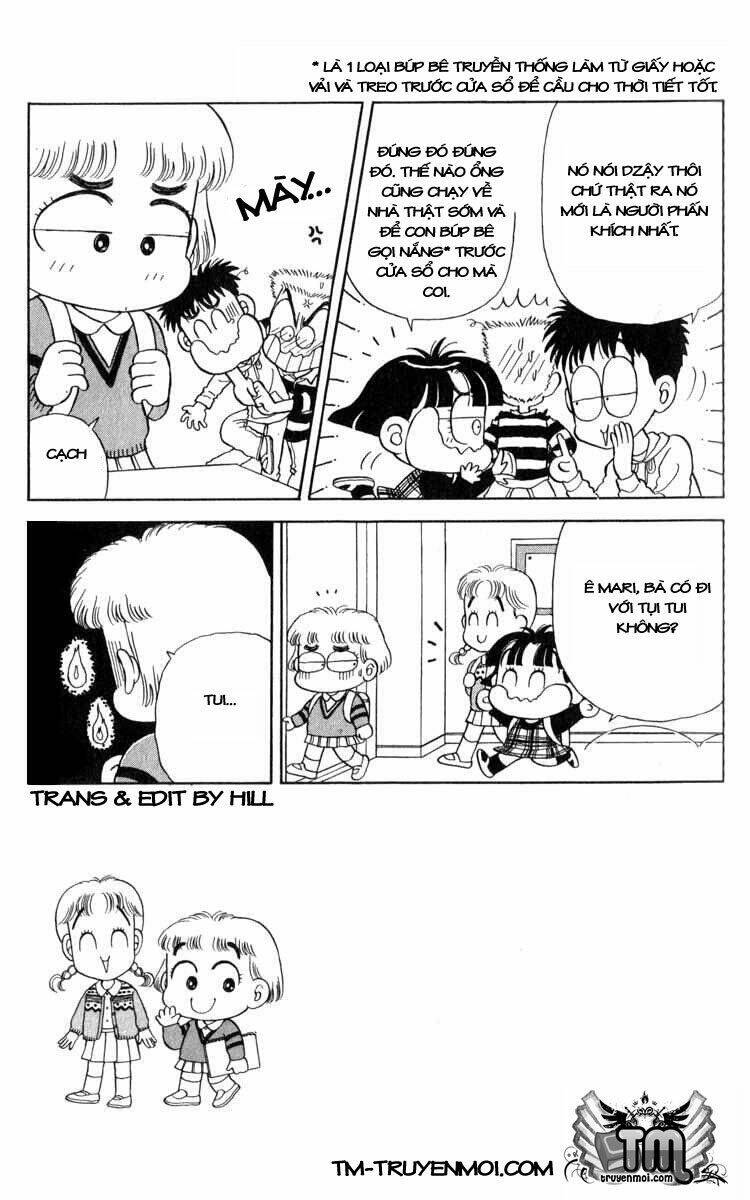 * LÀ 1 LOẠI BÚP BÊ TRUYỀN THỐNG LÀM TỪ GIẤY HOẶC
VẢI VÀ TREO TRƯỚC CỬA SỔ ĐỂ CẦU CHO THỜI TIẾT TỐT.
NÓ NÓI DZẬY THÔI
CHỨ THẬT RA NÓ
MỚI LÀ NGƯỜI PHẤN
KHÍCH NHẤT.
ĐÚNG ĐÓ ĐÚNG
ĐÓ. THẾ NÀO ỔNG
CŨNG CHẠY VỀ
NHÀ THẬT SỚM VÀ
ĐỂ CON BÚP BÊ
GỌI NẮNG* TRƯỚC
CỬA SỔ CHO MÀ
COI.
MÀY...
CẠCH
Ê MARI, BÀ CÓ ĐI
VỚI TỤI TUI
KHÔNG?
TUI...
TRANS & EDIT BY HILL
TM-TRUYENMOI.COM
TM
truyenmoi.com